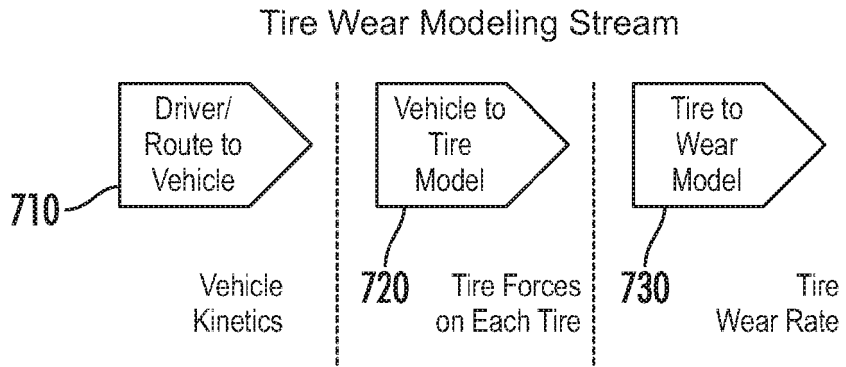 Tire Wear Modeling Stream
Driver/
Route to
Vehicle
710
Vehicle
Kinetics
Vehicle to
Tire
Model
720
Tire Forces
on Each Tire
Tire to
Wear
Model
730
Tire
Wear Rate